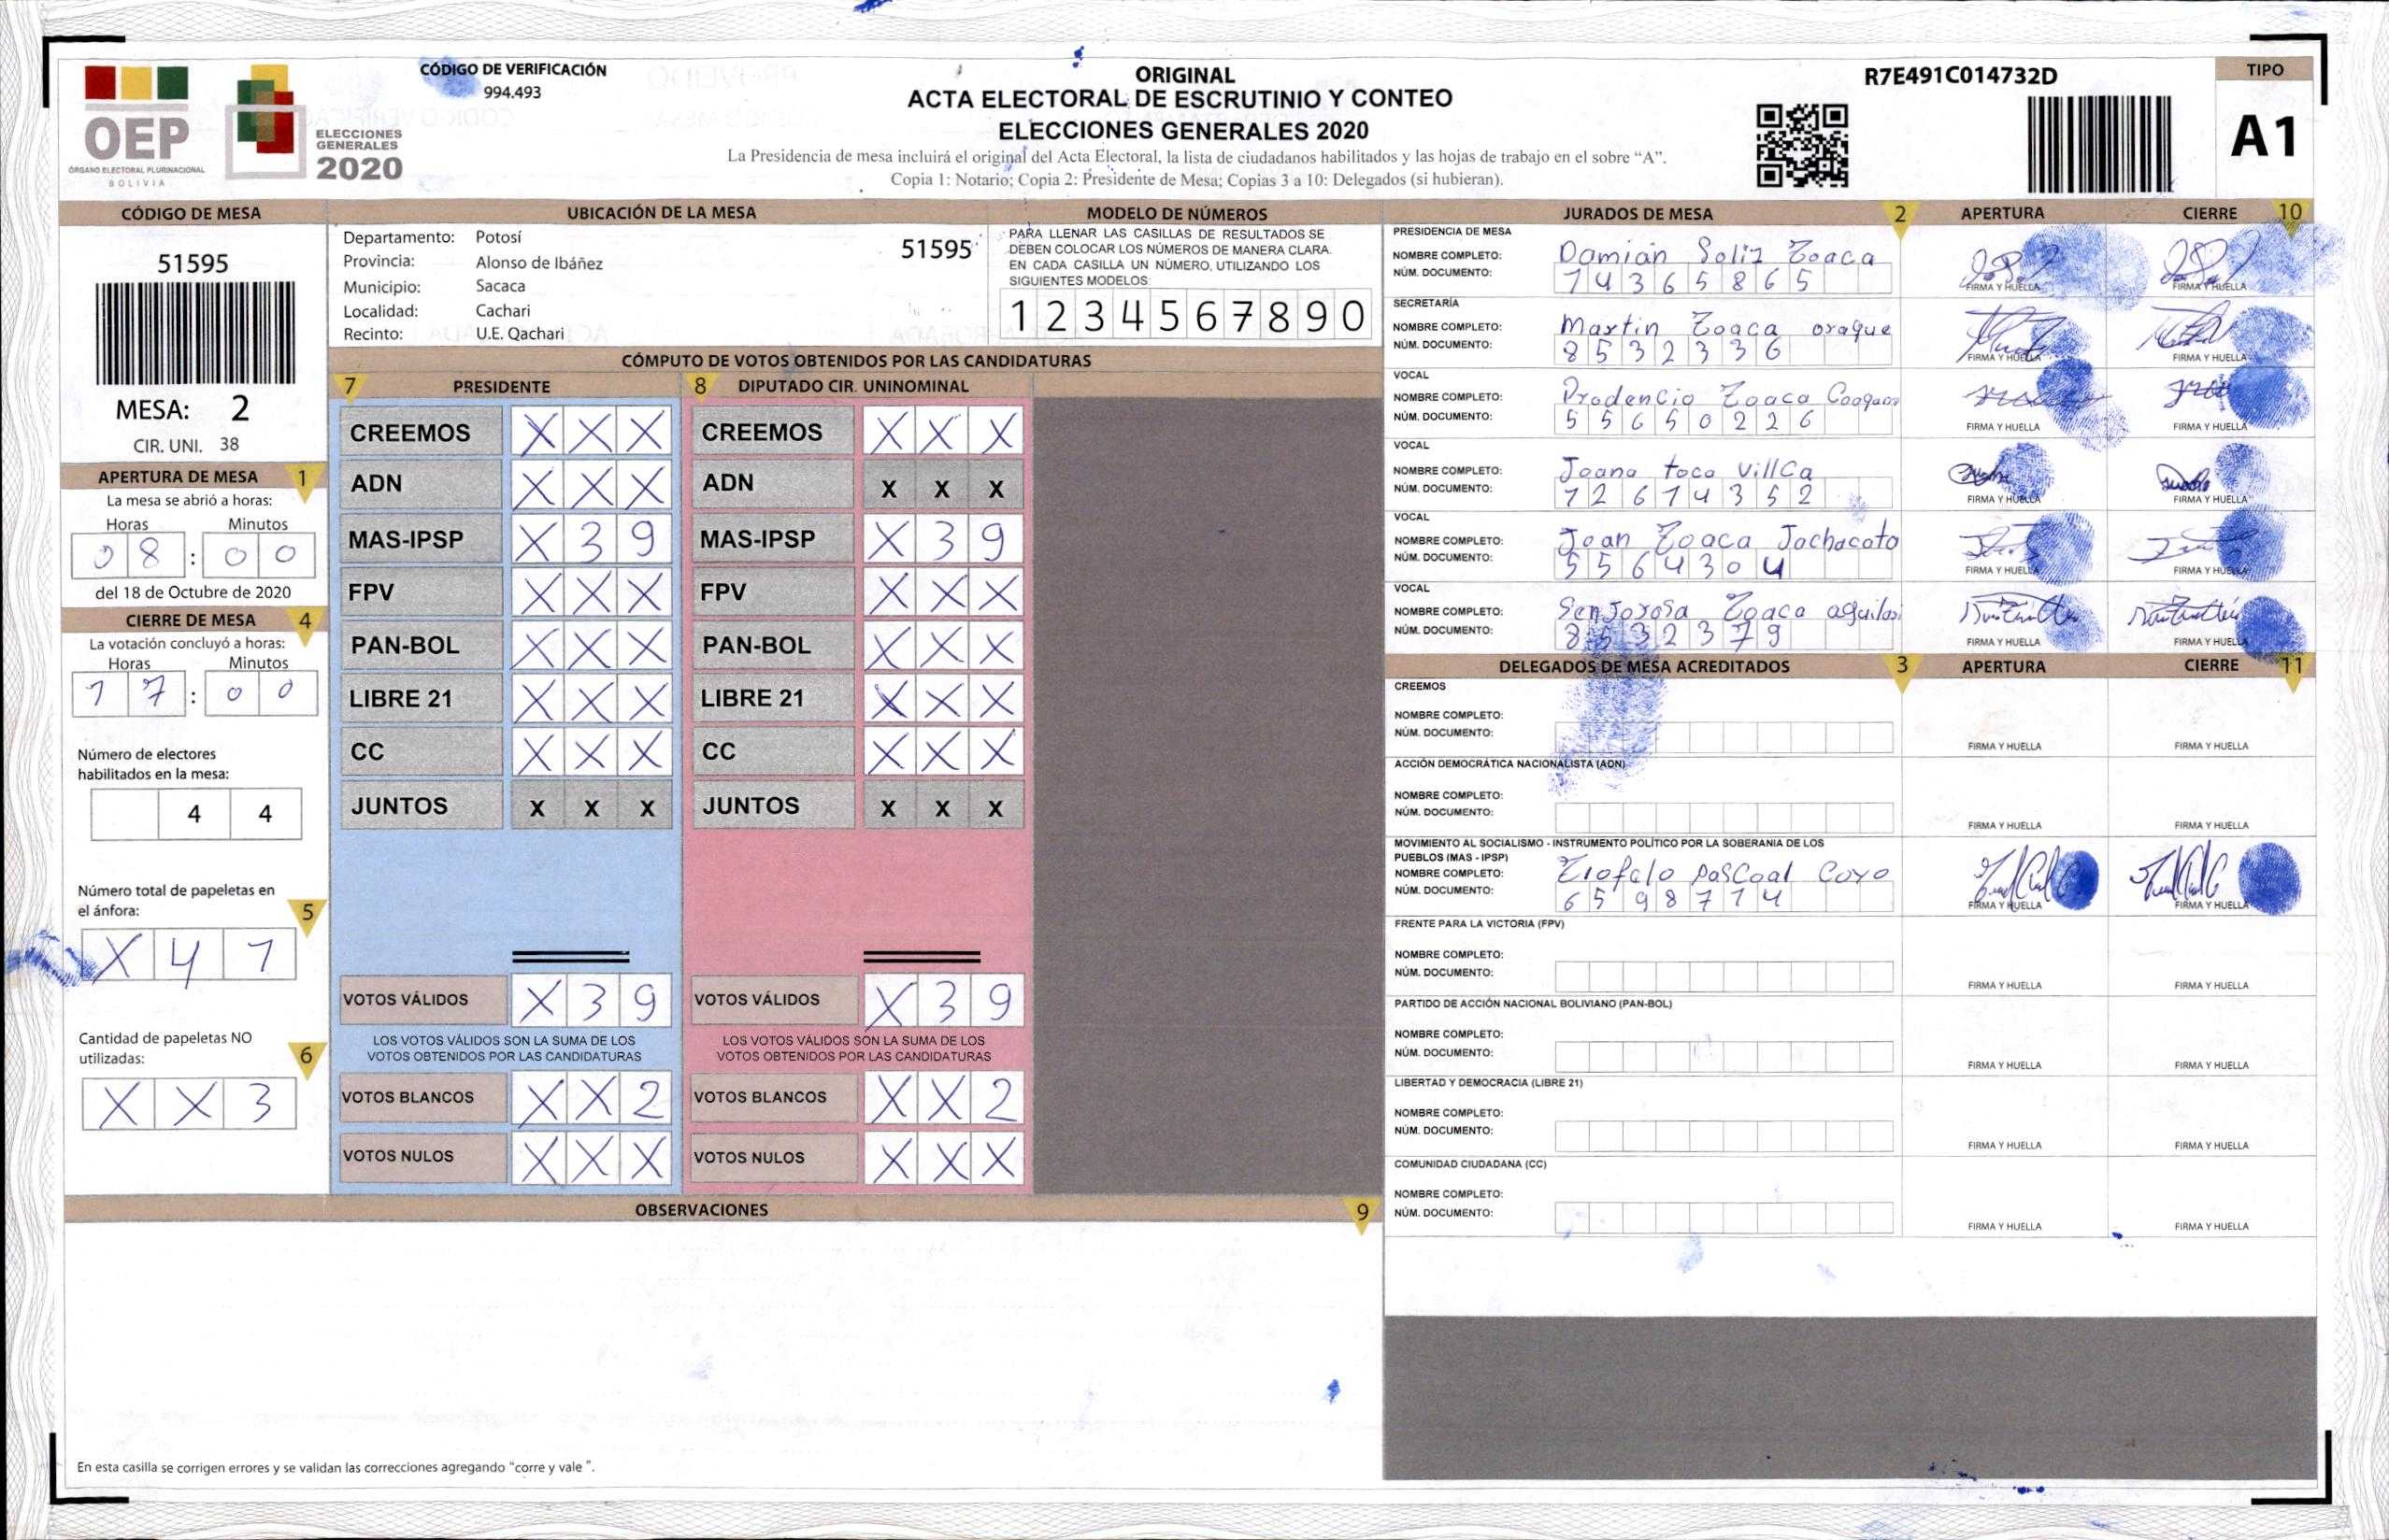 CÓDIGO DE VERIFICACIÓN
994.493
OEP
ÓRGANO ELECTORAL PLURINACIONAL
BOLIVIA
ELECCIONES
GENERALES
2020
ORIGINAL
ACTA ELECTORAL DE ESCRUTINIO Y CONTEO
ELECCIONES GENERALES 2020
La Presidencia de mesa incluirá el original del Acta Electoral, la lista de ciudadanos habilitados y las hojas de trabajo en el sobre “A”.
Copia 1: Notario; Copia 2: Presidente de Mesa; Copias 3 a 10: Delegados (si hubieran).
R7E491C014732D
TIPO
A1
CÓDIGO DE MESA
51595
MESA: 2
CIR. UNI. 38
APERTURA DE MESA 1
La mesa se abrió a horas:
Horas Minutos
08 : 00
del 18 de Octubre de 2020
CIERRE DE MESA 4
La votación concluyó a horas:
Horas Minutos
17 : 00
Número de electores
habilitados en la mesa:
4 4
Número total de papeletas en
el ánfora: 5
X 4 1
Cantidad de papeletas NO
utilizadas: 6
X X 3
UBICACIÓN DE LA MESA
Departamento: Potosí
51595
Provincia: Alonso de Ibáñez
Municipio: Sacaca
Localidad: Cachari
Recinto: U.E. Qachari
MODELO DE NÚMEROS
PARA LLENAR LAS CASILLAS DE RESULTADOS SE
DEBEN COLOCAR LOS NÚMEROS DE MANERA CLARA.
EN CADA CASILLA UN NÚMERO, UTILIZANDO LOS
SIGUIENTES MODELOS
1 2 3 4 5 6 7 8 9 0
CÓMPUTO DE VOTOS OBTENIDOS POR LAS CANDIDATURAS
7 PRESIDENTE
CREEMOS X X X
ADN X X X
MAS-IPSP X 3 9
FPV X X X
PAN-BOL X X X
LIBRE 21 X X X
CC X X X
JUNTOS X X X
VOTOS VÁLIDOS X 3 9
LOS VOTOS VÁLIDOS SON LA SUMA DE LOS
VOTOS OBTENIDOS POR LAS CANDIDATURAS
VOTOS BLANCOS X X 2
VOTOS NULOS X X X
8 DIPUTADO CIR. UNINOMINAL
CREEMOS X X X
ADN X X X
MAS-IPSP X 3 9
FPV X X X
PAN-BOL X X X
LIBRE 21 X X X
CC X X X
JUNTOS X X X
VOTOS VÁLIDOS X 3 9
LOS VOTOS VÁLIDOS SON LA SUMA DE LOS
VOTOS OBTENIDOS POR LAS CANDIDATURAS
VOTOS BLANCOS X X 2
VOTOS NULOS X X X
OBSERVACIONES 9
En esta casilla se corrigen errores y se validan las correcciones agregando “corre y vale ”.
JURADOS DE MESA 2 APERTURA CIERRE 10
PRESIDENCIA DE MESA
NOMBRE COMPLETO: Damian Soliz Zoaca
NÚM. DOCUMENTO: 14365865
FIRMA Y HUELLA FIRMA Y HUELLA
SECRETARÍA
NOMBRE COMPLETO: Martin Zoaca oraque
NÚM. DOCUMENTO: 8532336
FIRMA Y HUELLA FIRMA Y HUELLA
VOCAL
NOMBRE COMPLETO: Prodencio Zoaca
NÚM. DOCUMENTO: 55650226
FIRMA Y HUELLA FIRMA Y HUELLA
VOCAL
NOMBRE COMPLETO: Joana toca villca
NÚM. DOCUMENTO: 12614352
FIRMA Y HUELLA FIRMA Y HUELLA
VOCAL
NOMBRE COMPLETO: Joan Zoaca Jachacoto
NÚM. DOCUMENTO: 5564304
FIRMA Y HUELLA FIRMA Y HUELLA
VOCAL
NOMBRE COMPLETO: Senjorosa Zoaca aguilar
NÚM. DOCUMENTO: 8532379
FIRMA Y HUELLA FIRMA Y HUELLA
DELEGADOS DE MESA ACREDITADOS 3 APERTURA CIERRE 11
CREEMOS
NOMBRE COMPLETO:
NÚM. DOCUMENTO:
FIRMA Y HUELLA FIRMA Y HUELLA
ACCIÓN DEMOCRÁTICA NACIONALISTA (ADN)
NOMBRE COMPLETO:
NÚM. DOCUMENTO:
FIRMA Y HUELLA FIRMA Y HUELLA
MOVIMIENTO AL SOCIALISMO - INSTRUMENTO POLÍTICO POR LA SOBERANIA DE LOS
PUEBLOS (MAS - IPSP)
NOMBRE COMPLETO: Ziofclo pascoal Coyo
NÚM. DOCUMENTO: 6598714
FIRMA Y HUELLA FIRMA Y HUELLA
FRENTE PARA LA VICTORIA (FPV)
NOMBRE COMPLETO:
NÚM. DOCUMENTO:
FIRMA Y HUELLA FIRMA Y HUELLA
PARTIDO DE ACCIÓN NACIONAL BOLIVIANO (PAN-BOL)
NOMBRE COMPLETO:
NÚM. DOCUMENTO:
FIRMA Y HUELLA FIRMA Y HUELLA
LIBERTAD Y DEMOCRACIA (LIBRE 21)
NOMBRE COMPLETO:
NÚM. DOCUMENTO:
FIRMA Y HUELLA FIRMA Y HUELLA
COMUNIDAD CIUDADANA (CC)
NOMBRE COMPLETO:
NÚM. DOCUMENTO:
FIRMA Y HUELLA FIRMA Y HUELLA